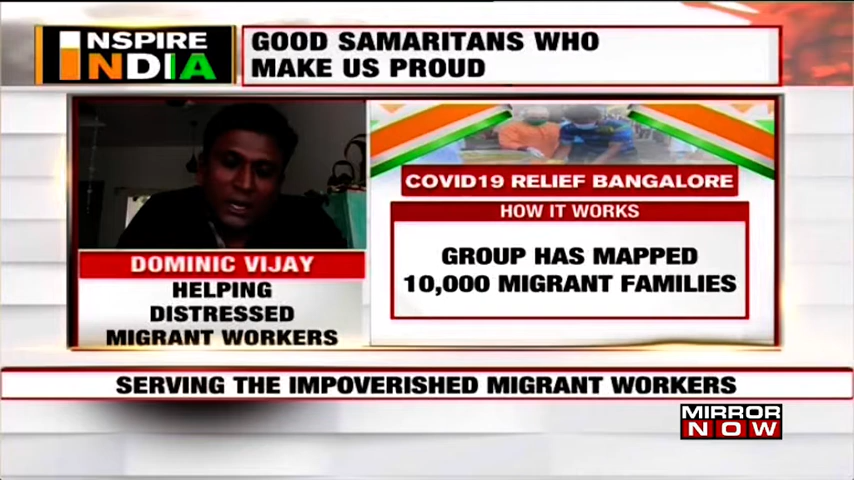 INSPIRE
INDIA
GOOD SAMARITANS WHO
MAKE US PROUD
DOMINIC VIJAY
HELPING
DISTRESSED
MIGRANT WORKERS
COVID19 RELIEF BANGALORE
HOW IT WORKS
GROUP HAS MAPPED
10,000 MIGRANT FAMILIES
SERVING THE IMPOVERISHED MIGRANT WORKERS
MIRROR
NOW